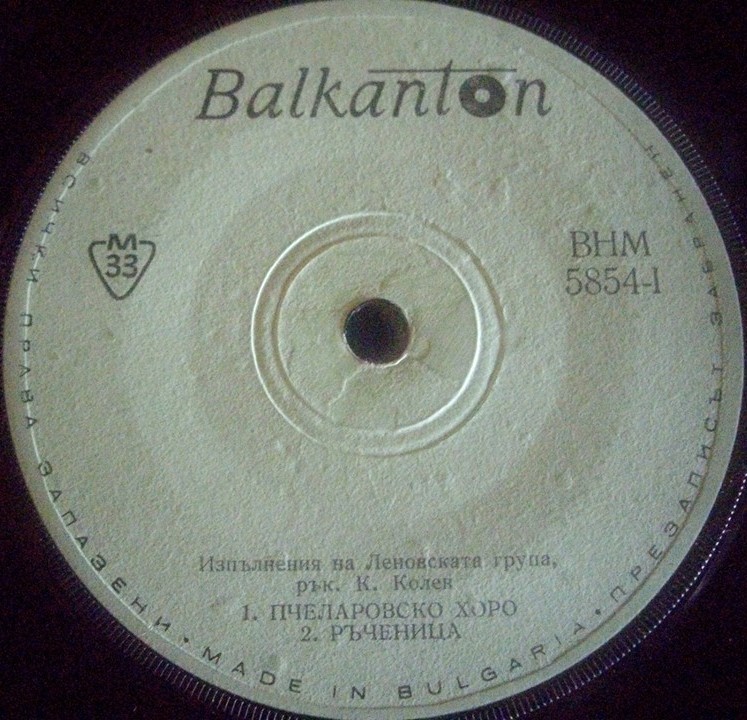 Balkanton
M
33
ВНМ
5854-I
Изпълнения на Леновската група,
рък. К. Колев
1. ПЧЕЛАРОВСКО ХОРО
2. РЪЧЕНИЦА
ВСИЧКИ ПРАВА ЗАПАЗЕНИ • MADE IN BULGARIA • ПРЕЗАПИСЪТ ЗАБРАНЕН